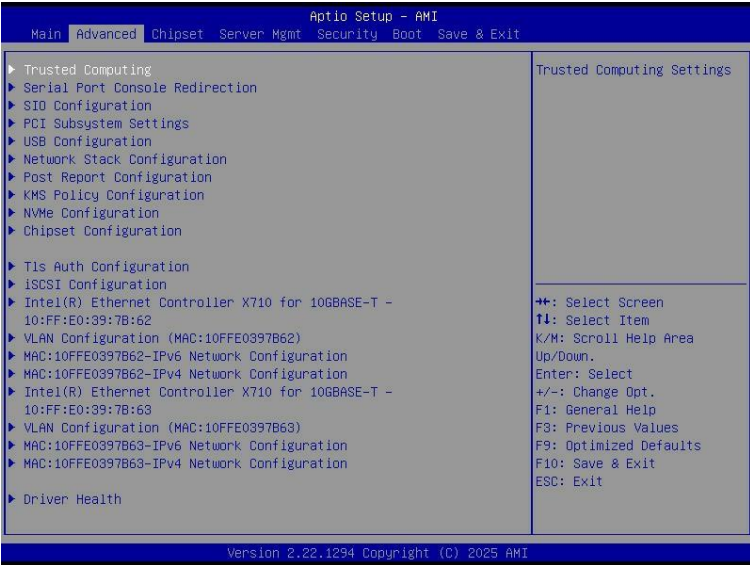 Aptio Setup - AMI
Main Advanced Chipset Server Mgmt Security Boot Save & Exit
Trusted Computing
Serial Port Console Redirection
SIO Configuration
PCI Subsystem Settings
USB Configuration
Network Stack Configuration
Post Report Configuration
KMS Policy Configuration
NVMe Configuration
Chipset Configuration
Tls Auth Configuration
iSCSI Configuration
Intel(R) Ethernet Controller X710 for 10GBASE-T -
10:FF:E0:39:7B:62
VLAN Configuration (MAC:10FFE0397B62)
MAC:10FFE0397B62-IPv6 Network Configuration
MAC:10FFE0397B62-IPv4 Network Configuration
Intel(R) Ethernet Controller X710 for 10GBASE-T -
10:FF:E0:39:7B:63
VLAN Configuration (MAC:10FFE0397B63)
MAC:10FFE0397B63-IPv6 Network Configuration
MAC:10FFE0397B63-IPv4 Network Configuration
Driver Health
Trusted Computing Settings
→←: Select Screen
↑↓: Select Item
K/M: Scroll Help Area
Up/Down.
Enter: Select
+/-: Change Opt.
F1: General Help
F3: Previous Values
F9: Optimized Defaults
F10: Save & Exit
ESC: Exit
Version 2.22.1294 Copyright (C) 2025 AMI